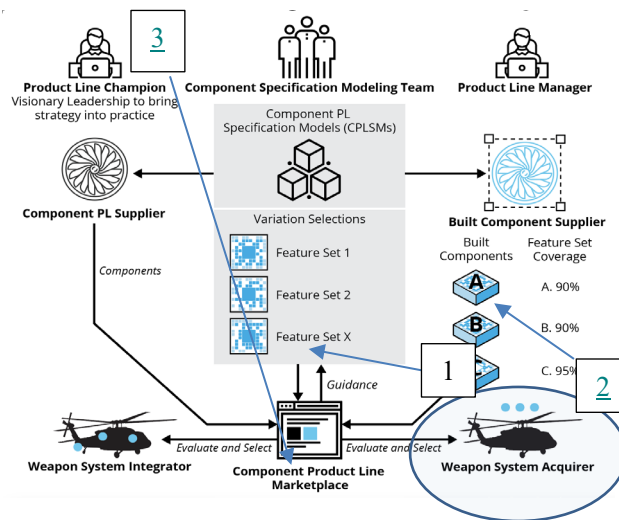 3
Product Line Champion
Visionary Leadership to bring
strategy into practice
Component Specification Modeling Team
Product Line Manager
Component PL
Specification Models (CPLSMs)
Component PL Supplier
Built Component Supplier
Variation Selections
Feature Set 1
Feature Set 2
Feature Set X
Built
Components
Feature Set
Coverage
A
A. 90%
B
B. 90%
C. 95%
Components
1
2
Guidance
Evaluate and Select
Evaluate and Select
Weapon System Integrator
Component Product Line
Marketplace
Weapon System Acquirer